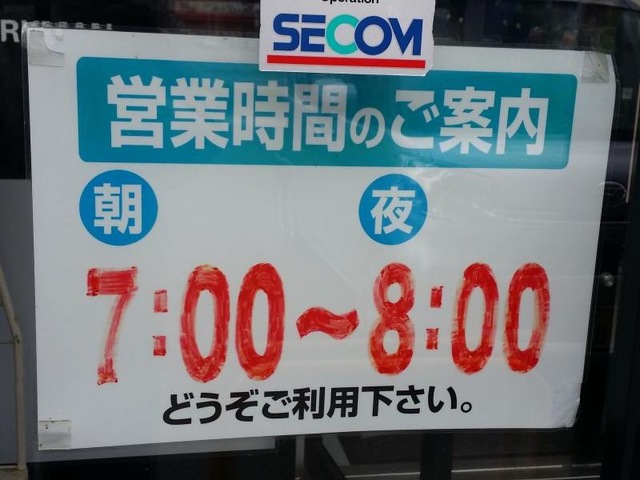 SECOM
営業時間のご案内
朝 夜
7:00~8:00
どうぞご利用下さい。